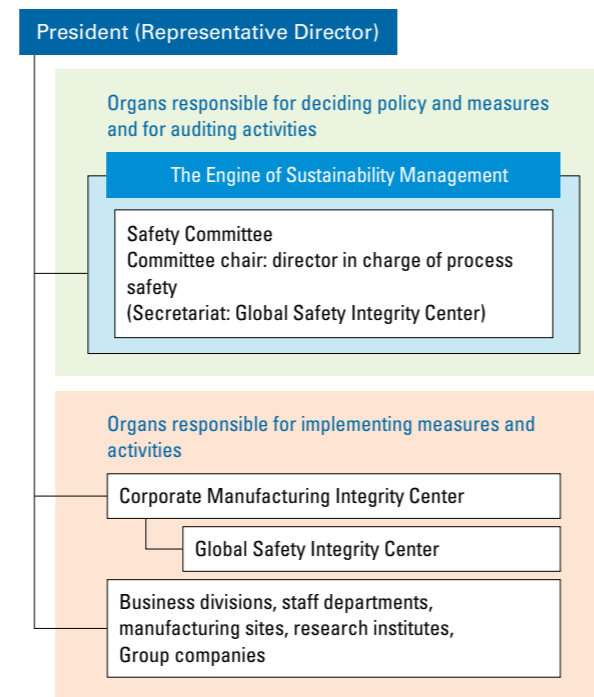 President (Representative Director)
Organs responsible for deciding policy and measures
and for auditing activities
The Engine of Sustainability Management
Safety Committee
Committee chair: director in charge of process
safety
(Secretariat: Global Safety Integrity Center)
Organs responsible for implementing measures and
activities
Corporate Manufacturing Integrity Center
Global Safety Integrity Center
Business divisions, staff departments,
manufacturing sites, research institutes,
Group companies